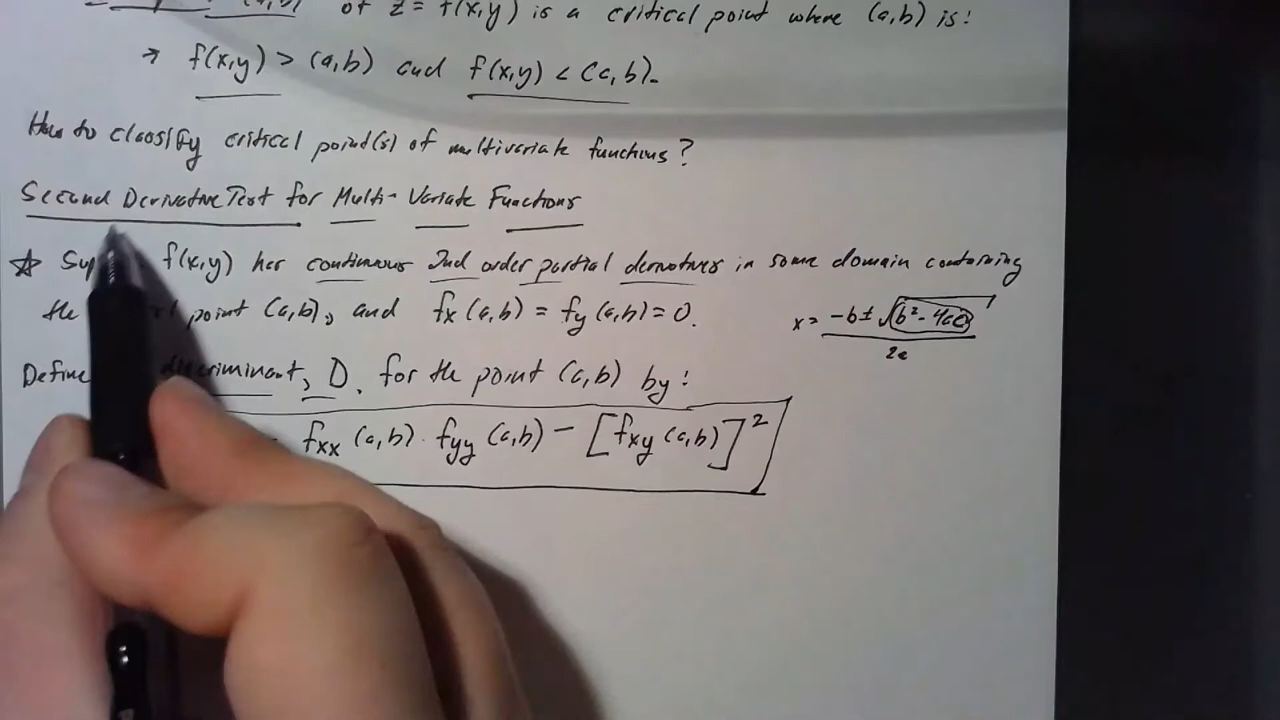 (a,b) of z = f(x,y) is a critical point where (a,b) is:
→ f(x,y) > (a,b) and f(x,y) < (a,b).
How to classify critical point(s) of multivariate functions?
Second Derivative Test for Multi-Variate Functions
☆ Sup f(x,y) has continuous 2nd order partial derivatives in some domain containing
the point (a,b), and fx (a,b) = fy (a,b) = 0.
x = -b ± √b² - 4ac / 2a
Define discriminant, D, for the point (a,b) by:
fxx (a,b) · fyy (a,b) - [fxy (a,b)]²